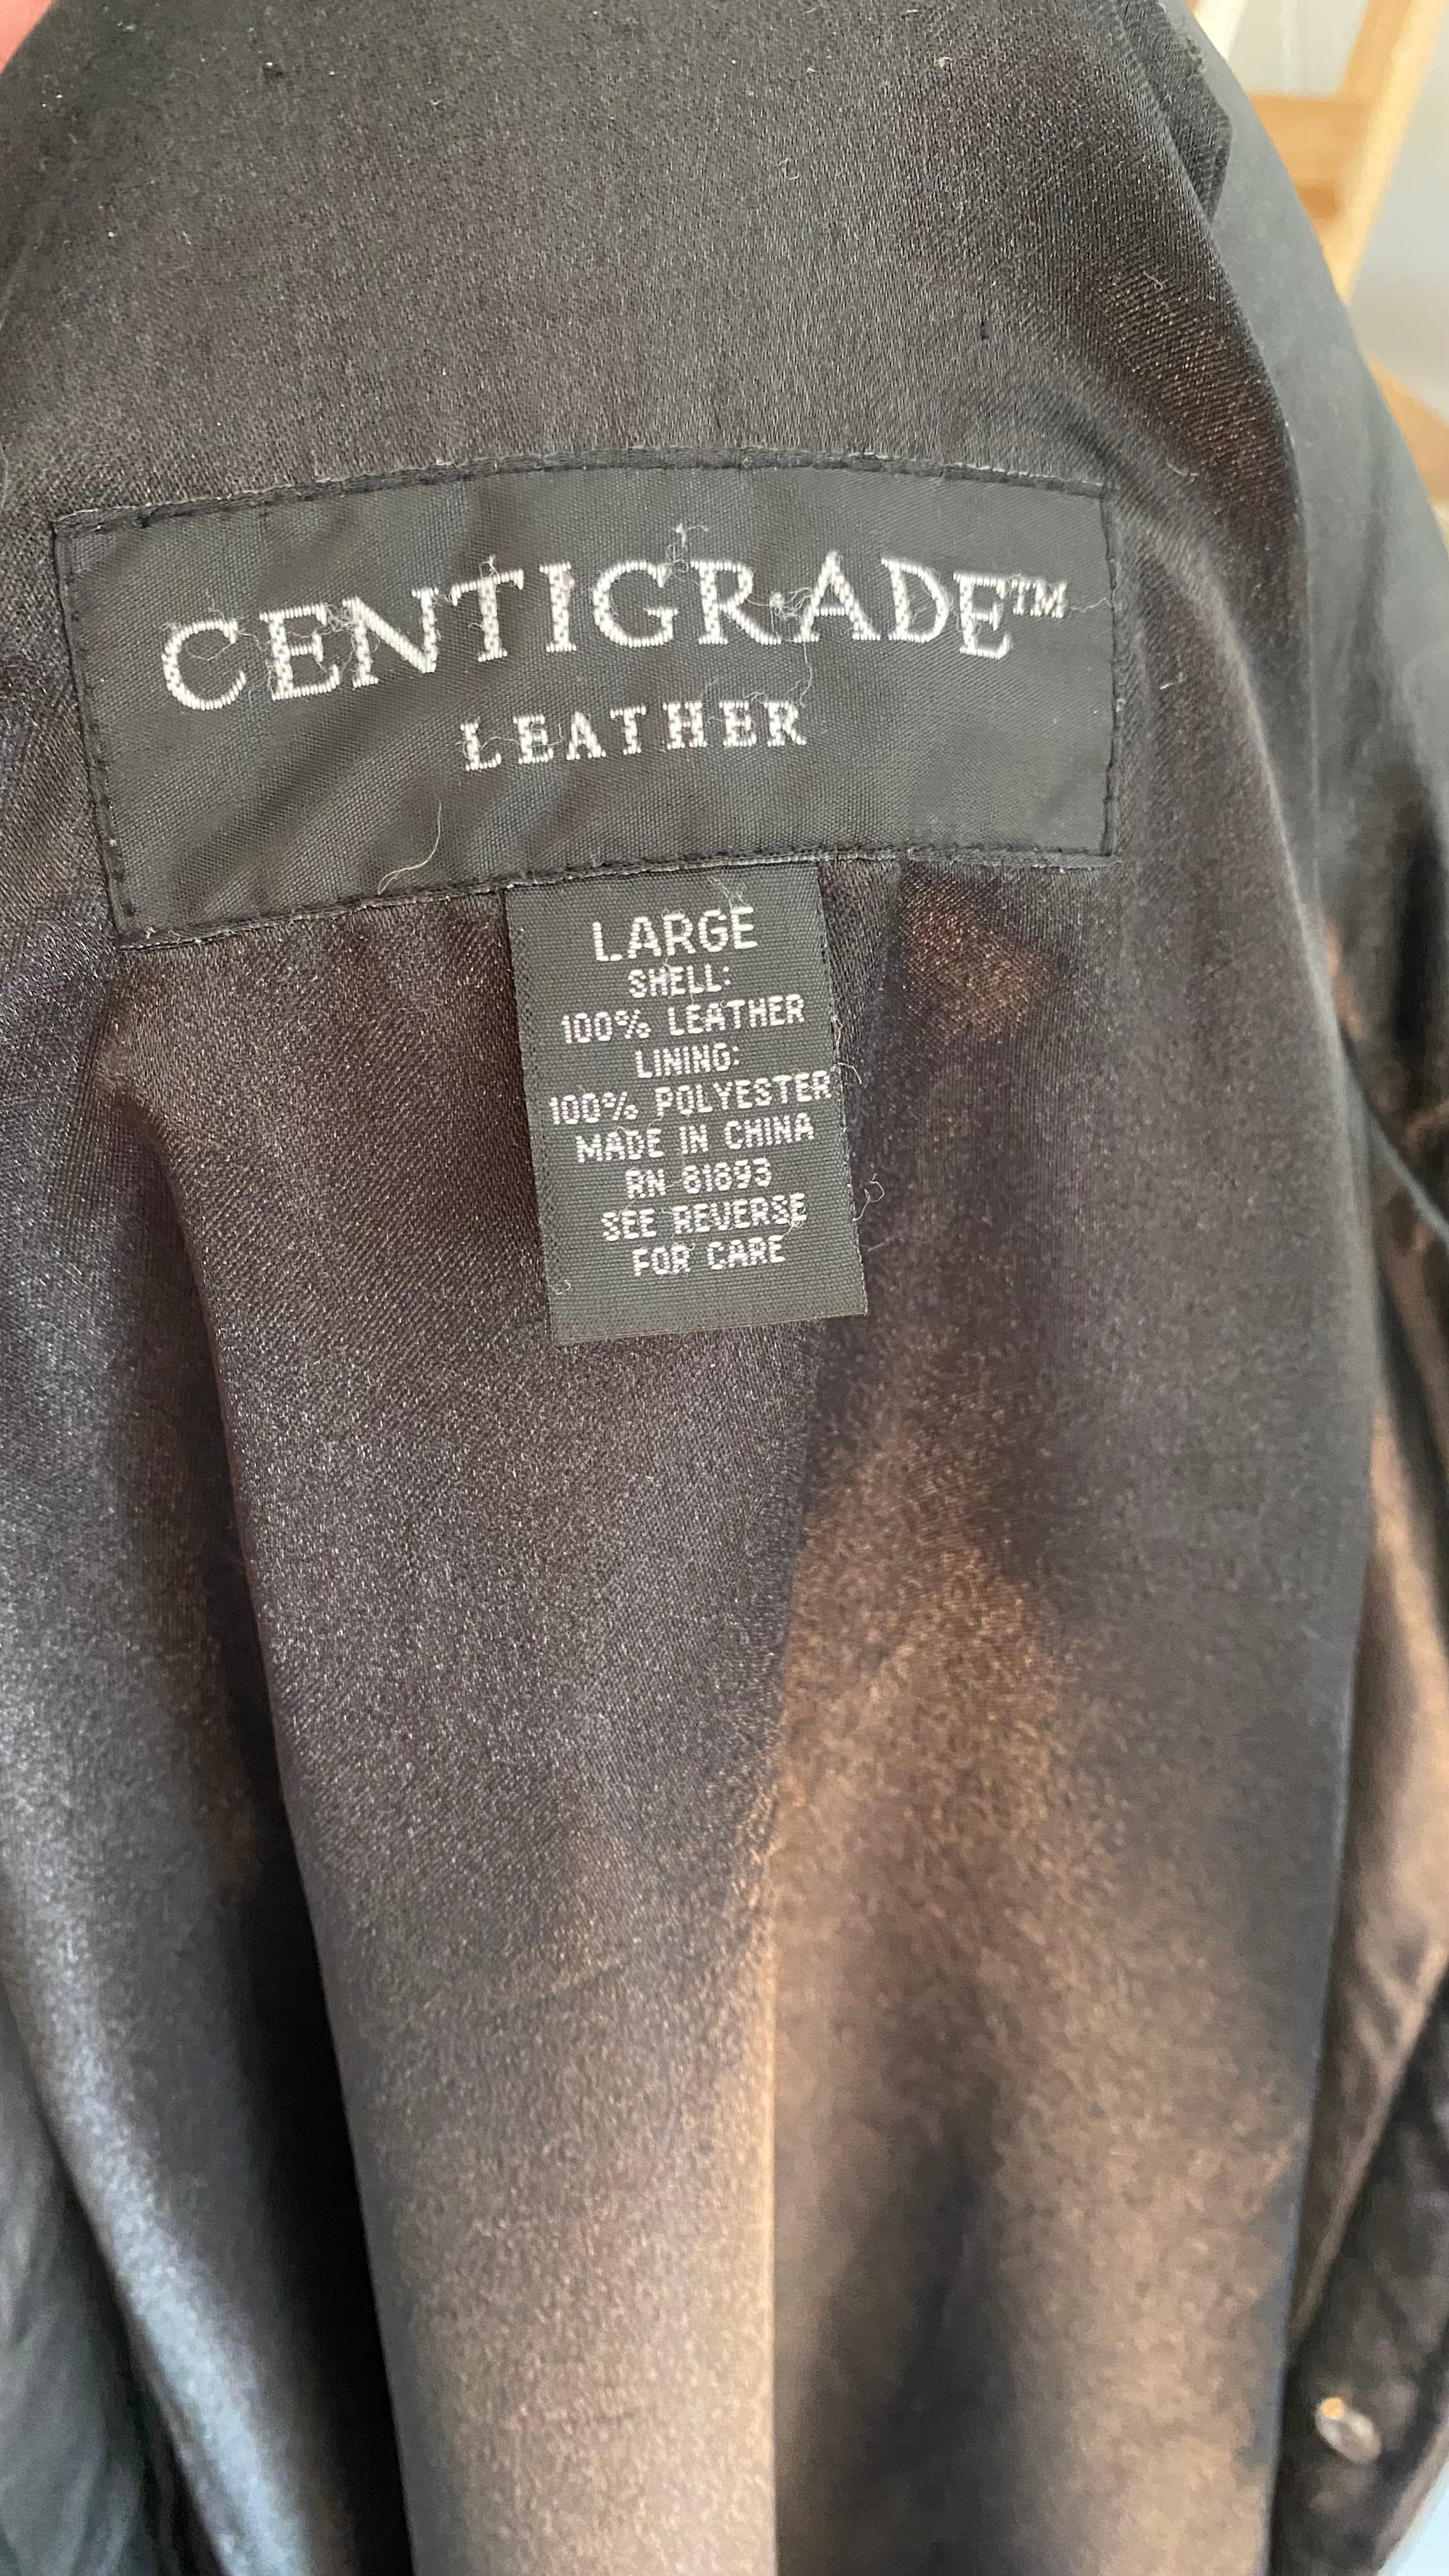 CENTIGRADE™
LEATHER
LARGE
SHELL:
100% LEATHER
LINING:
100% POLYESTER
MADE IN CHINA
RN 81893
SEE REVERSE
FOR CARE